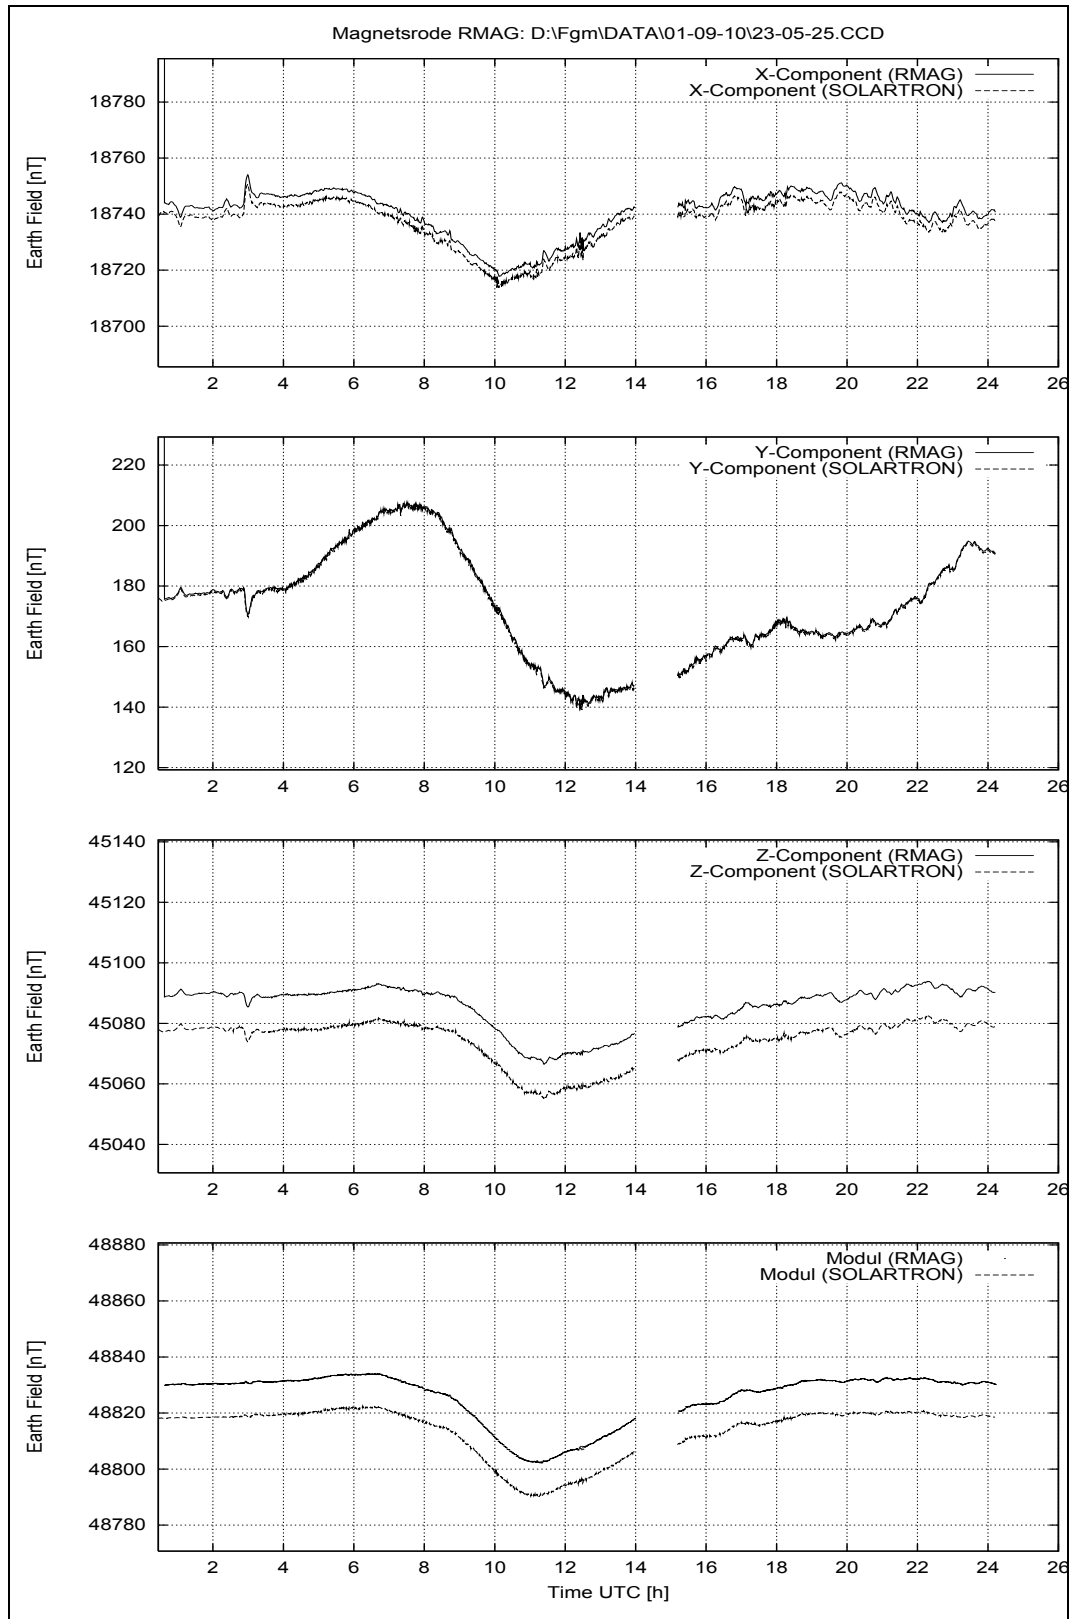 Magnetsrode RMAG: D:\Fgm\DATA\01-09-10\23-05-25.CCD
X-Component (RMAG)
X-Component (SOLARTRON)
Earth Field [nT]
18780
18760
18740
18720
18700
2 4 6 8 10 12 14 16 18 20 22 24 26
Y-Component (RMAG)
Y-Component (SOLARTRON)
Earth Field [nT]
220
200
180
160
140
120
2 4 6 8 10 12 14 16 18 20 22 24 26
Z-Component (RMAG)
Z-Component (SOLARTRON)
Earth Field [nT]
45140
45120
45100
45080
45060
45040
2 4 6 8 10 12 14 16 18 20 22 24 26
Modul (RMAG)
Modul (SOLARTRON)
Earth Field [nT]
48880
48860
48840
48820
48800
48780
2 4 6 8 10 12 14 16 18 20 22 24 26
Time UTC [h]